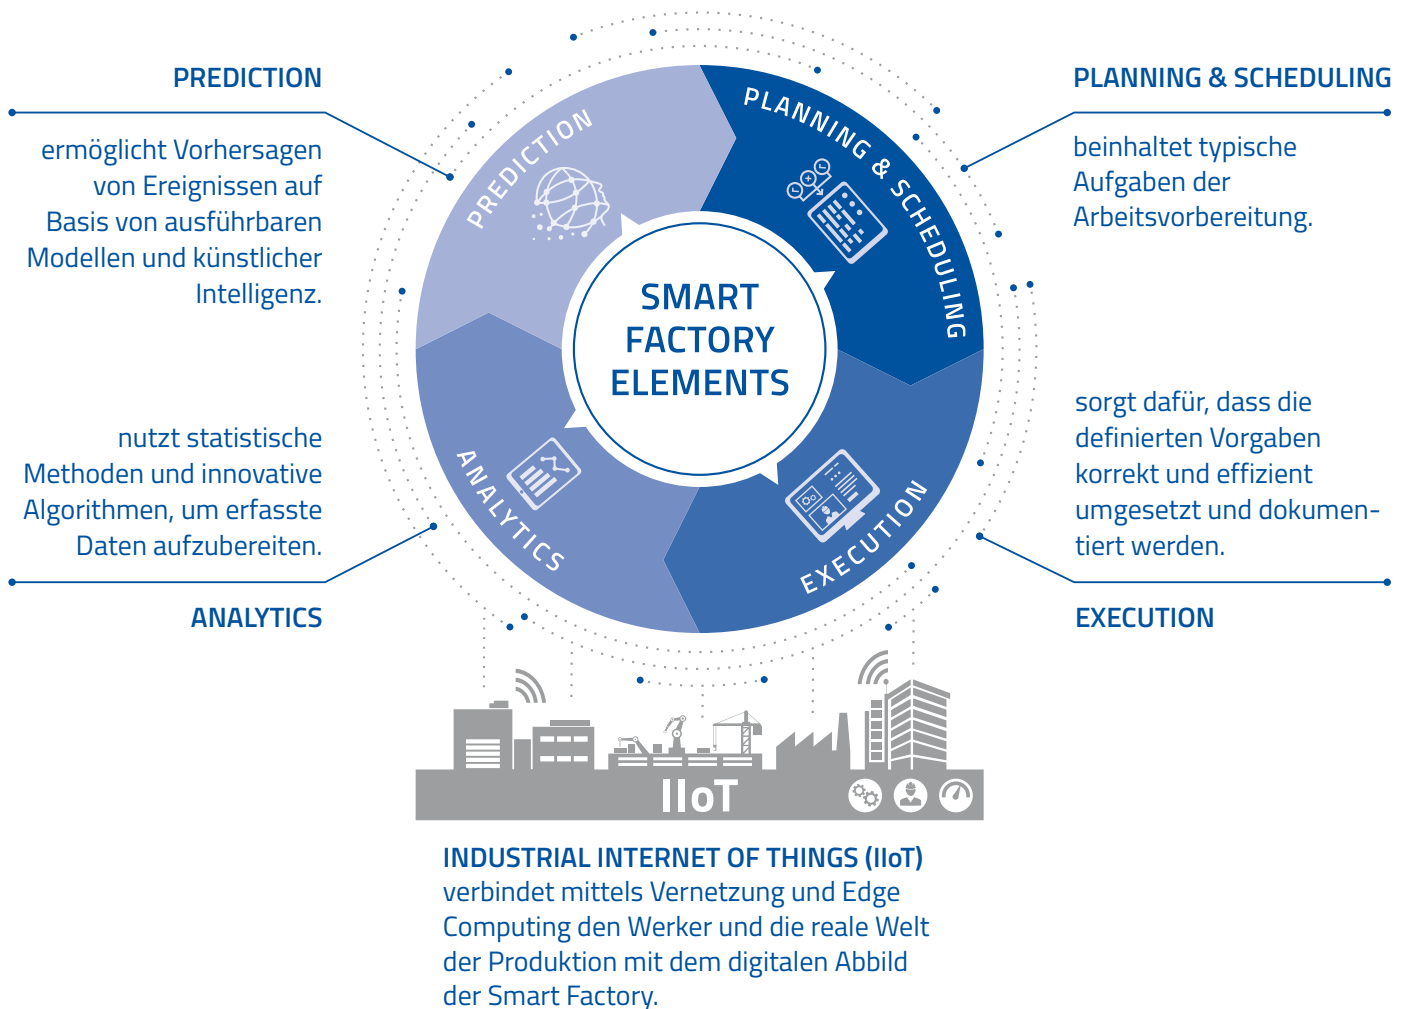 PREDICTION
ermöglicht Vorhersagen
von Ereignissen auf
Basis von ausführbaren
Modellen und künstlicher
Intelligenz.
PLANNING & SCHEDULING
beinhaltet typische
Aufgaben der
Arbeitsvorbereitung.
PREDICTION
PLANNING & SCHEDULING
SMART
FACTORY
ELEMENTS
ANALYTICS
EXECUTION
nutzt statistische
Methoden und innovative
Algorithmen, um erfasste
Daten aufzubereiten.
ANALYTICS
sorgt dafür, dass die
definierten Vorgaben
korrekt und effizient
umgesetzt und dokumen-
tiert werden.
EXECUTION
IIoT
INDUSTRIAL INTERNET OF THINGS (IIoT)
verbindet mittels Vernetzung und Edge
Computing den Werker und die reale Welt
der Produktion mit dem digitalen Abbild
der Smart Factory.